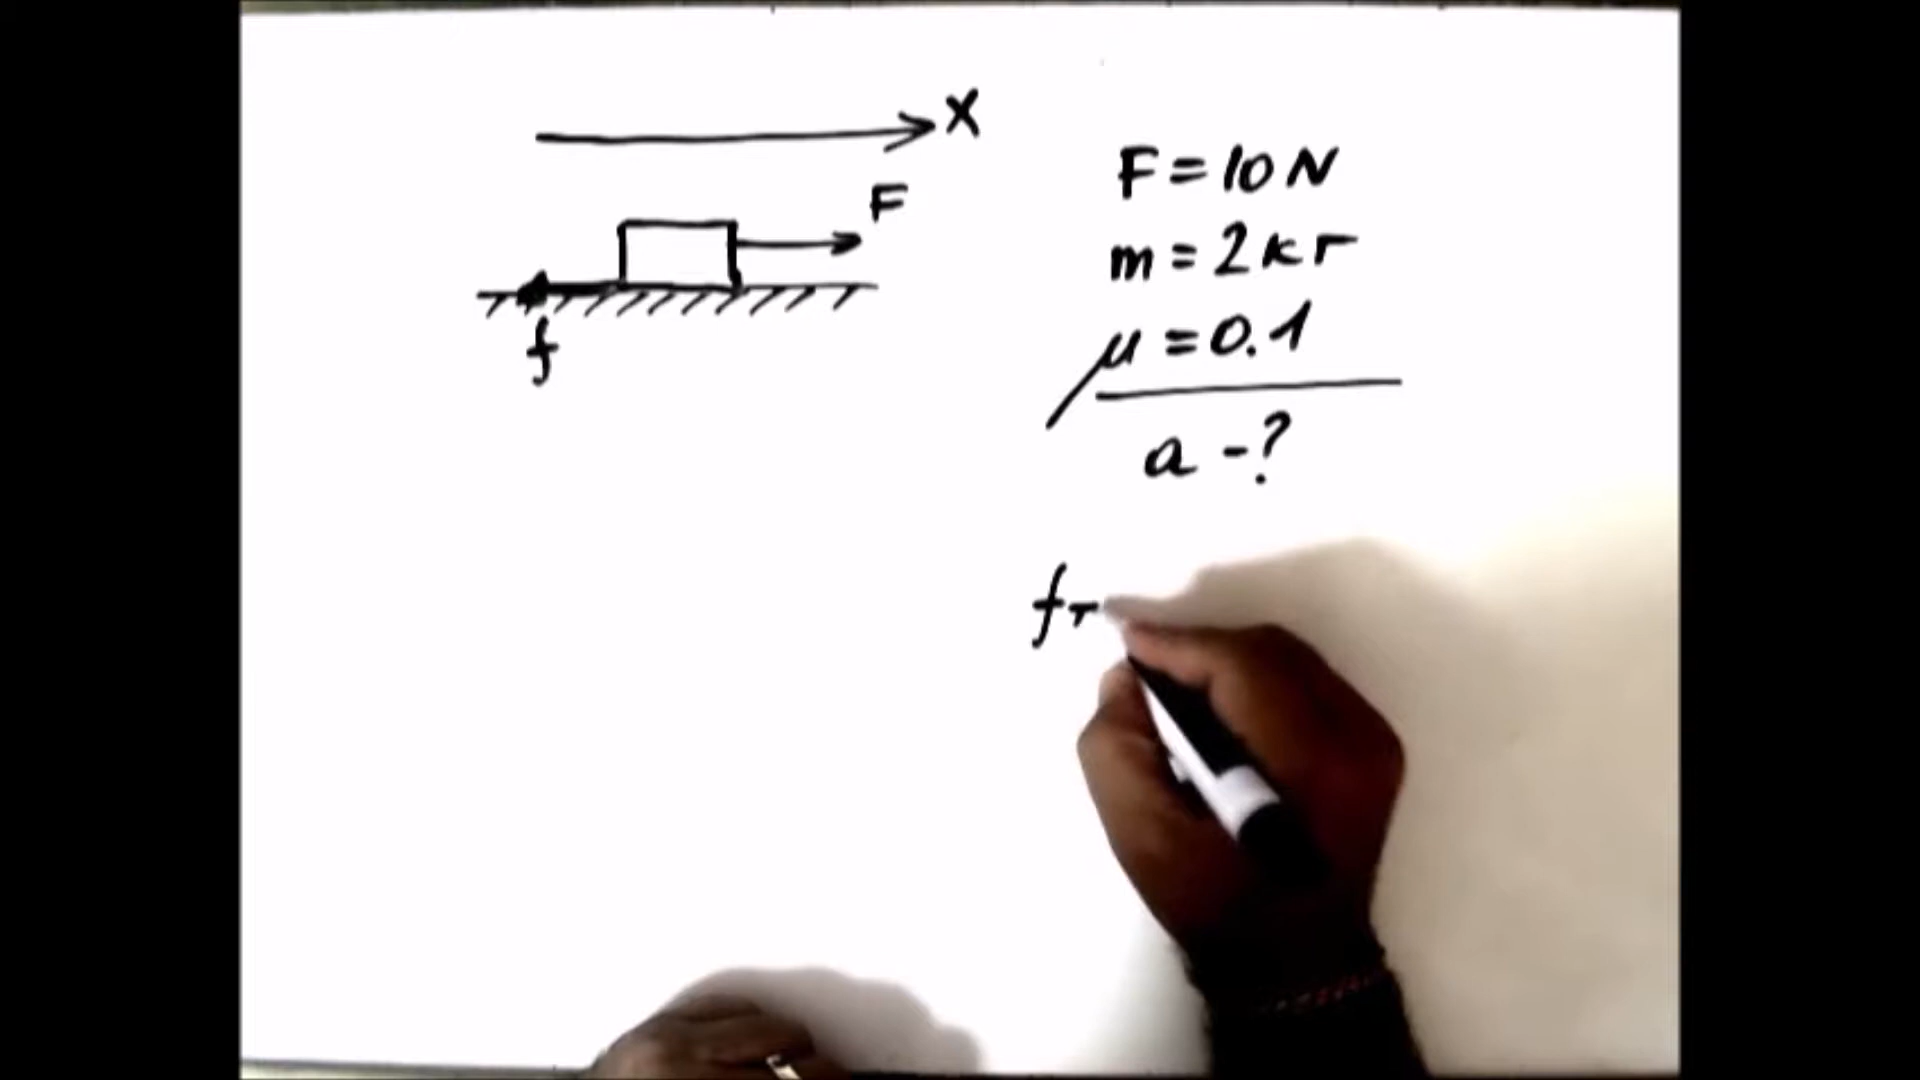 X
F
f
F = 10 N
m = 2 кг
μ = 0.1
a - ?
fт